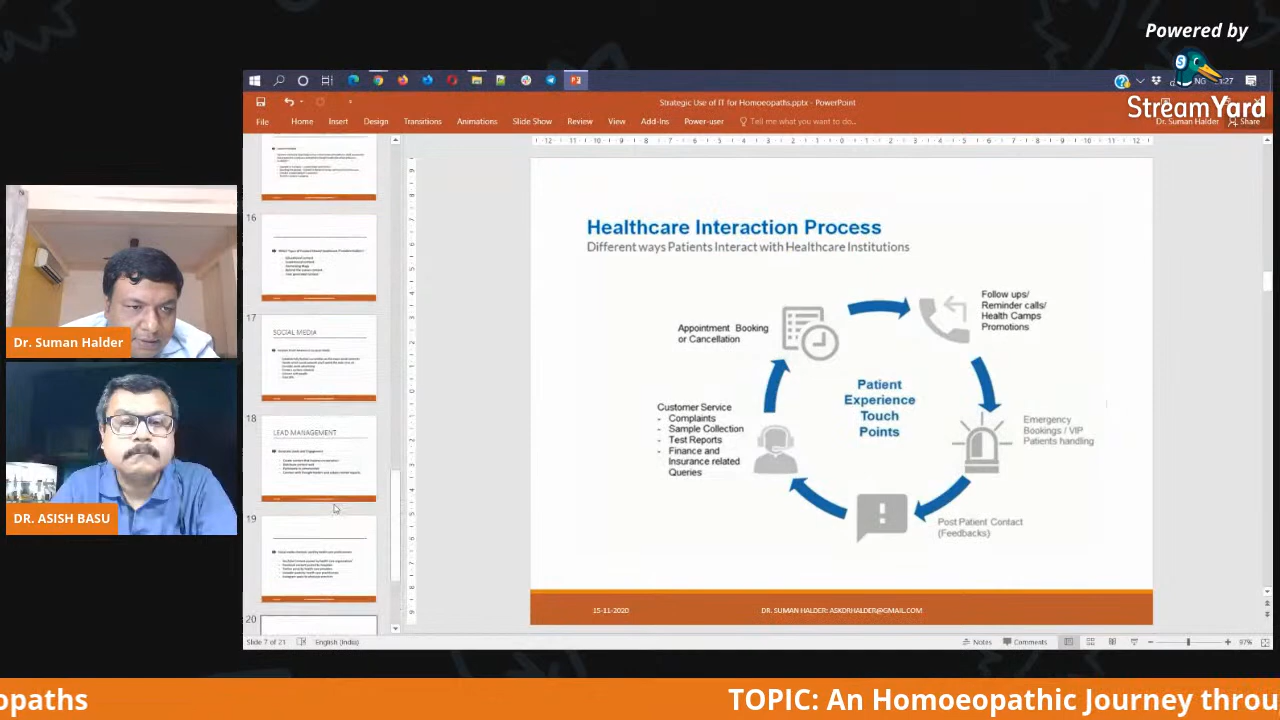 Powered by
StreamYard
Strategic Use of IT for Homoeopaths.pptx - PowerPoint
File Home Insert Design Transitions Animations Slide Show Review View Add-Ins Power-user Tell me what you want to do...
Dr. Suman Halder Share
16
17
SOCIAL MEDIA
18
LEAD MANAGEMENT
19
20
Healthcare Interaction Process
Different ways Patients Interact with Healthcare Institutions
Appointment Booking
or Cancellation
Follow ups/
Reminder calls/
Health Camps
Promotions
Patient
Experience
Touch
Points
Customer Service
- Complaints
- Sample Collection
- Test Reports
- Finance and
Insurance related
Queries
Emergency
Bookings / VIP
Patients handling
Post Patient Contact
(Feedbacks)
15-11-2020
DR. SUMAN HALDER: ASKDRHALDER@GMAIL.COM
Slide 7 of 21 English (India)
Notes Comments 97%
Dr. Suman Halder
DR. ASISH BASU
opaths
TOPIC: An Homoeopathic Journey throu